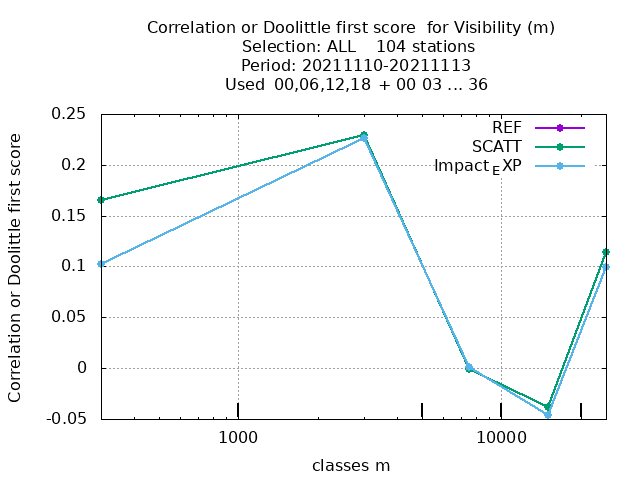 Correlation or Doolittle first score  for Visibility (m)
Selection: ALL    104 stations
Period: 20211110-20211113
Used  00,06,12,18  + 00 03 ... 36
Correlation or Doolittle first score
0.25
0.2
0.15
0.1
0.05
0
-0.05
REF
SCATT
Impact_EXP
1000
10000
classes m